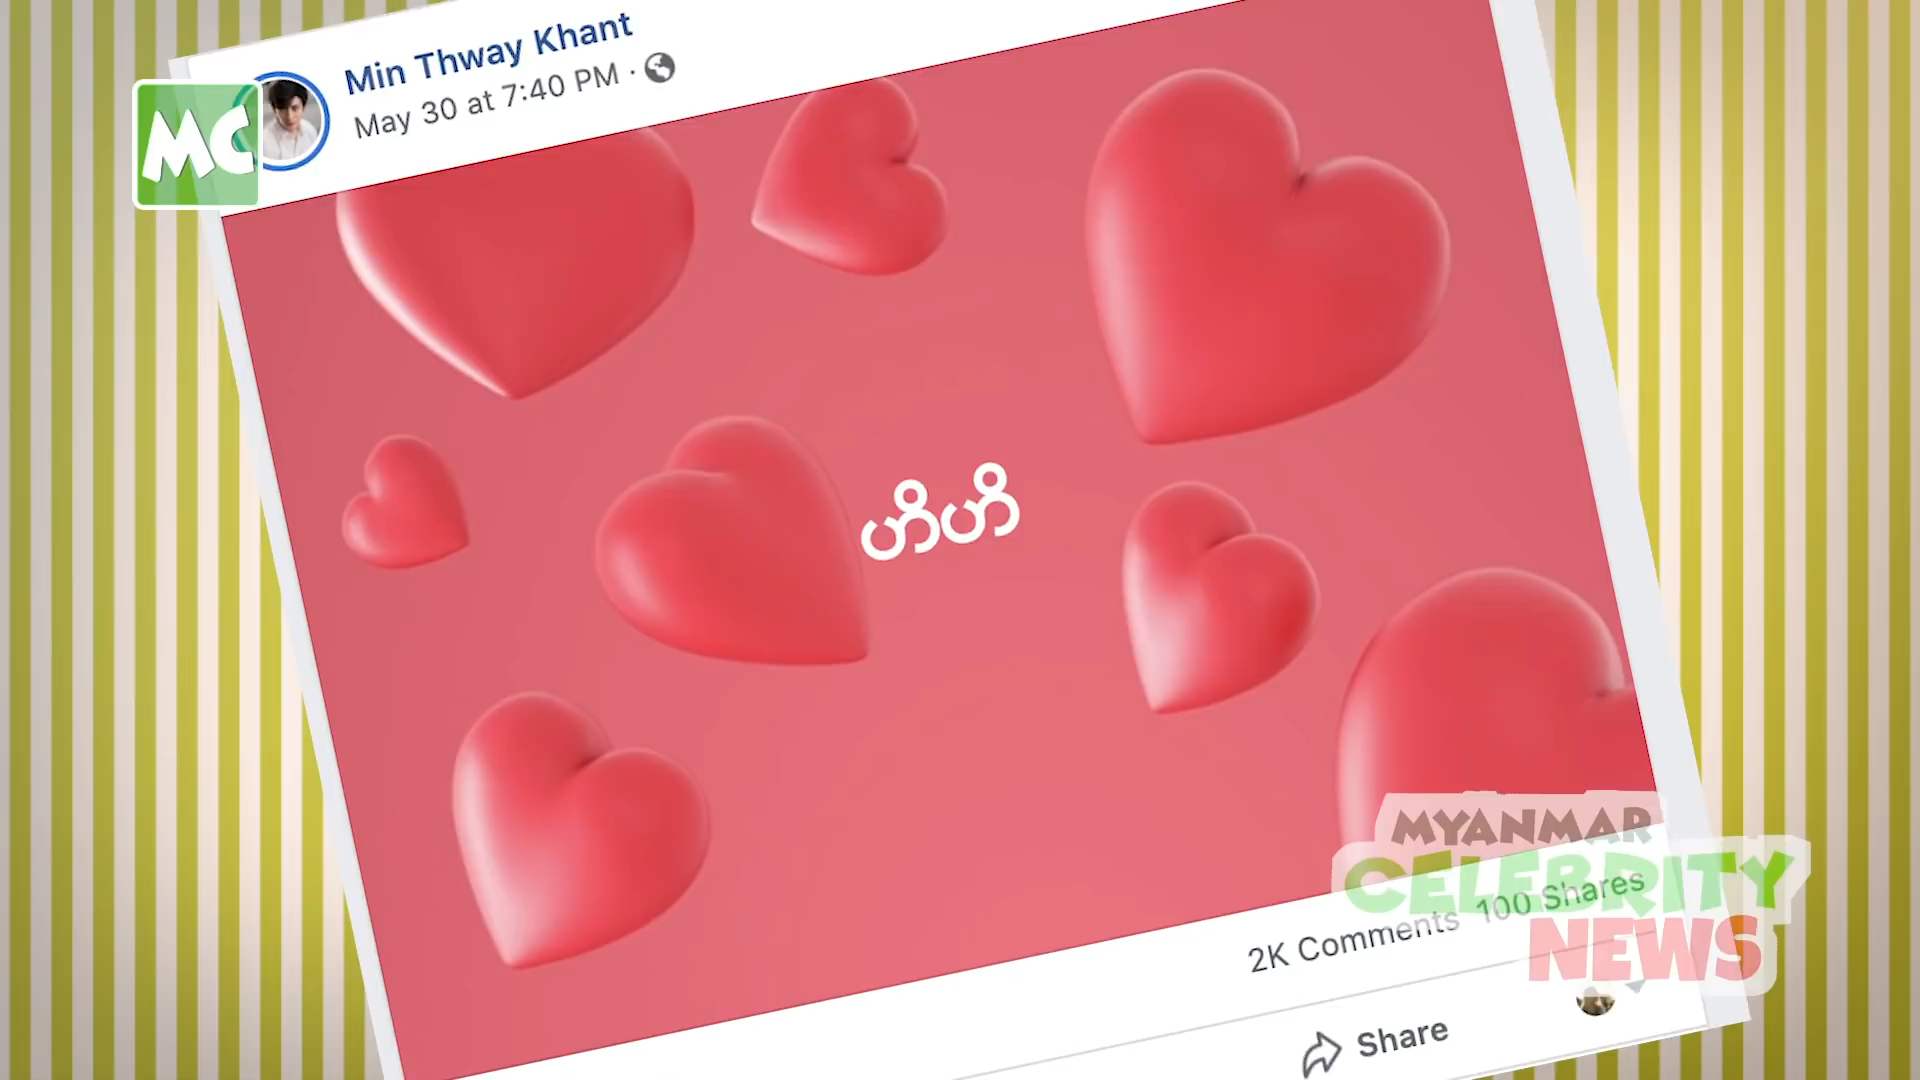 Min Thway Khant
May 30 at 7:40 PM ·
MC
ဟိဟိ
MYANMAR
CELEBRITY
NEWS
2K Comments 100 Shares
Share